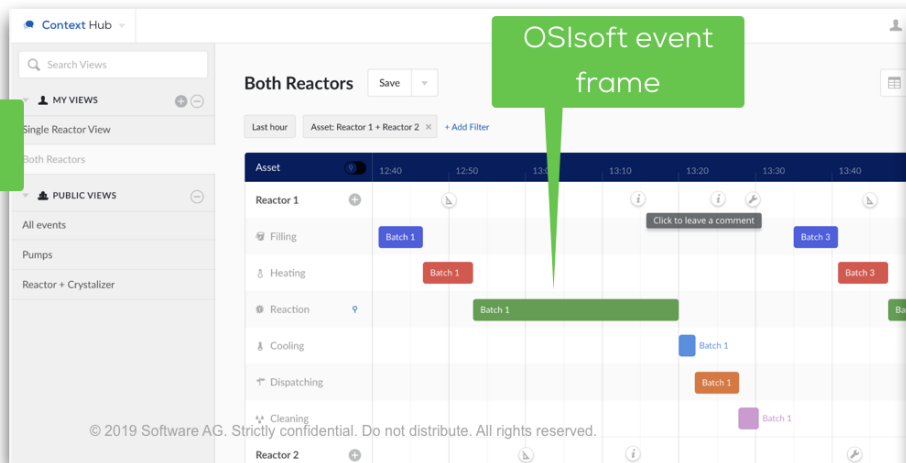 Context Hub
OSIsoft event
frame
Search Views
Both Reactors
Save
MY VIEWS
Single Reactor View
Last hour
Asset: Reactor 1 + Reactor 2 ×
+ Add Filter
Both Reactors
Asset
12:40
12:50
13:10
13:20
13:30
13:40
PUBLIC VIEWS
Reactor 1
Click to leave a comment
All events
Filling
Batch 1
Batch 3
Pumps
Heating
Batch 1
Batch 3
Reactor + Crystalizer
Reaction
9
Batch 1
Ba
Cooling
Batch 1
Dispatching
Batch 1
Cleaning
Batch 1
© 2019 Software AG. Strictly confidential. Do not distribute. All rights reserved.
Reactor 2